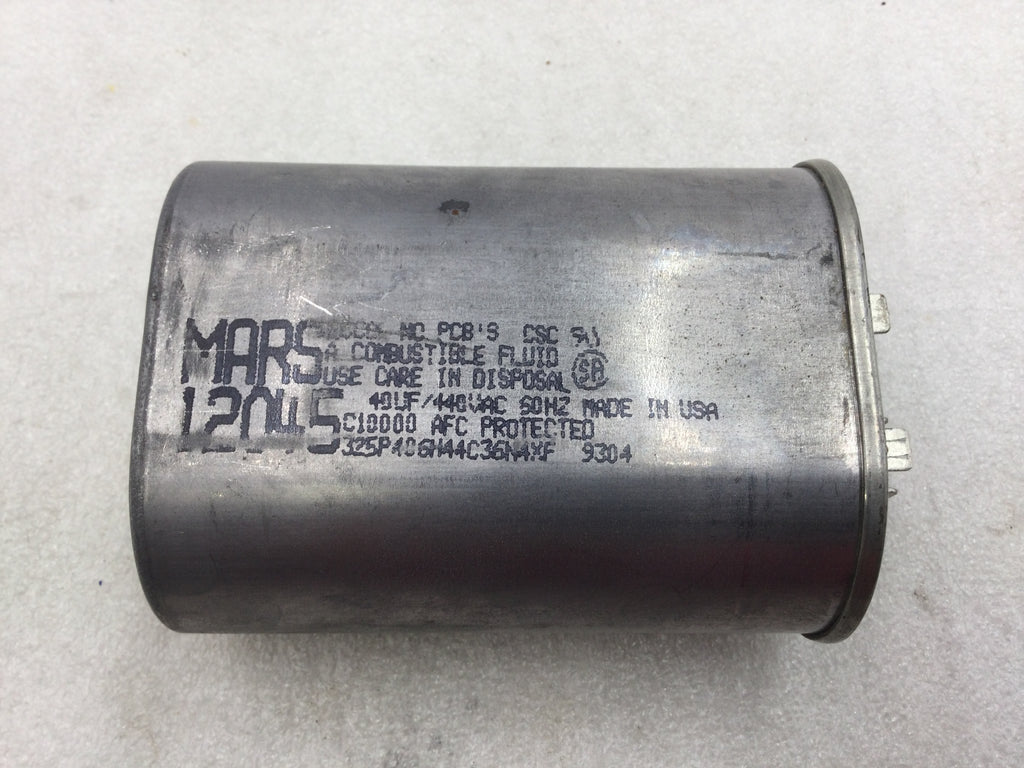 MARS
12045
NO PCB'S CSC
A COMBUSTIBLE FLUID
USE CARE IN DISPOSAL
40UF/440VAC 60HZ MADE IN USA
C10000 AFC PROTECTED
325P406H44C36N4XF 9304